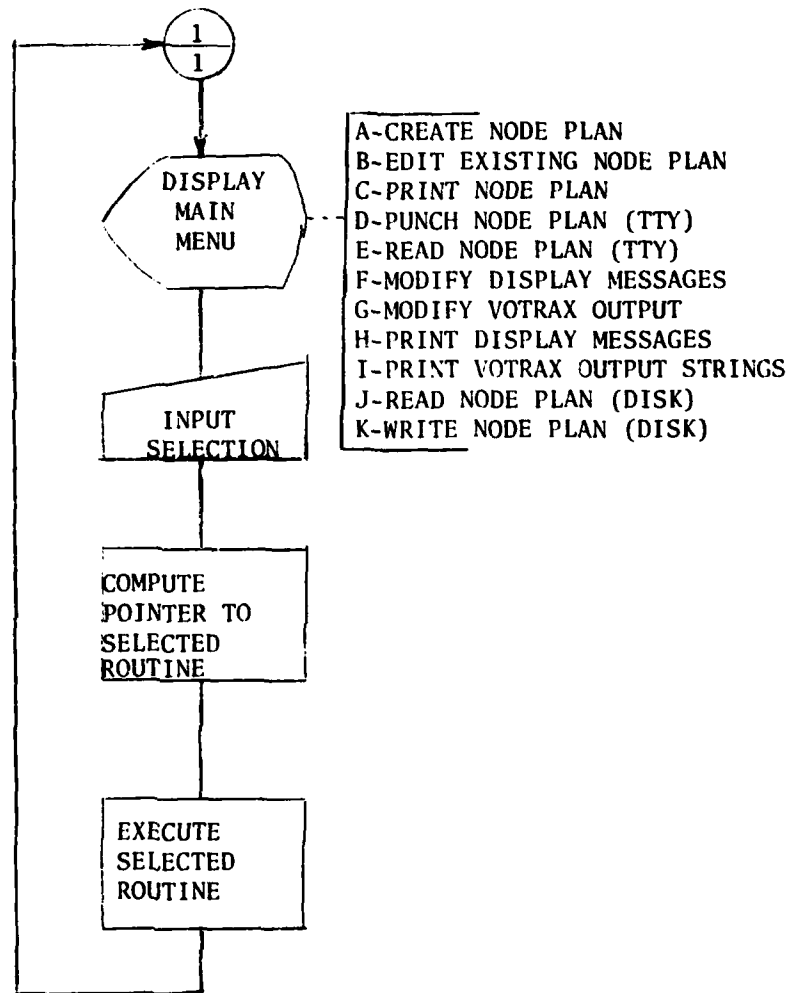 1
1
DISPLAY
MAIN
MENU
A-CREATE NODE PLAN
B-EDIT EXISTING NODE PLAN
C-PRINT NODE PLAN
D-PUNCH NODE PLAN (TTY)
E-READ NODE PLAN (TTY)
F-MODIFY DISPLAY MESSAGES
G-MODIFY VOTRAX OUTPUT
H-PRINT DISPLAY MESSAGES
I-PRINT VOTRAX OUTPUT STRINGS
J-READ NODE PLAN (DISK)
K-WRITE NODE PLAN (DISK)
INPUT
SELECTION
COMPUTE
POINTER TO
SELECTED
ROUTINE
EXECUTE
SELECTED
ROUTINE